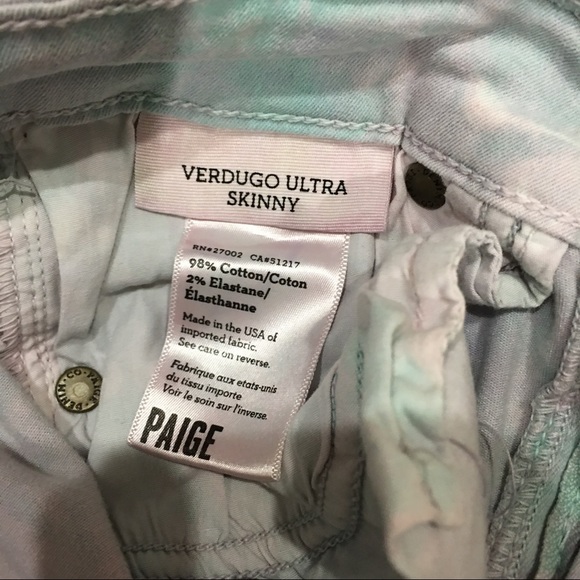 VERDUGO ULTRA
SKINNY
RN#27002 CA#51217
98% Cotton/Coton
2% Elastane/
Élasthanne
Made in the USA of
imported fabric.
See care on reverse.
Fabrique aux etats-unis
du tissu importe
Voir le soin sur l'inverse.
PAIGE